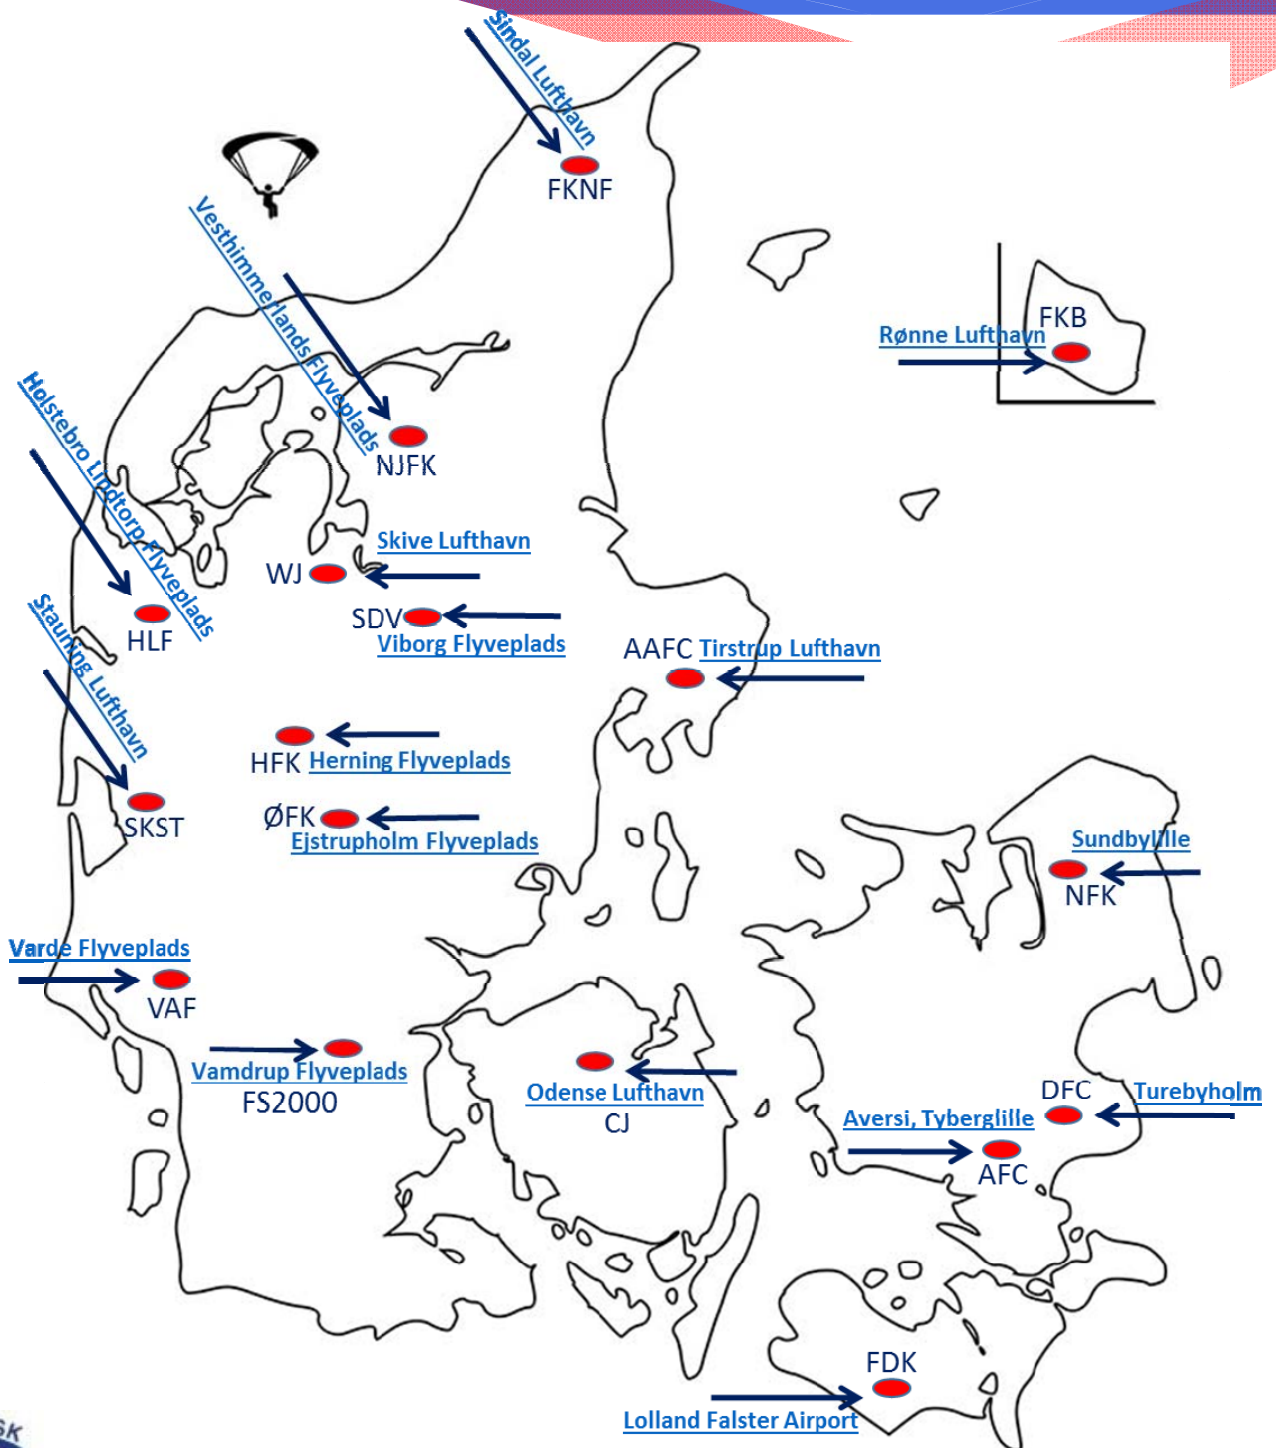 Sindal Lufthavn
FKNF
Vesthimmerlands Flyveplads
NJFK
FKB
Rønne Lufthavn
Holstebro Lindtorp Flyveplads
HLF
Skive Lufthavn
WJ
SDV
Viborg Flyveplads
AAFC
Tirstrup Lufthavn
Stauning Lufthavn
SKST
HFK
Herning Flyveplads
ØFK
Ejstrupholm Flyveplads
Sundbylille
NFK
Varde Flyveplads
VAF
Vamdrup Flyveplads
FS2000
Odense Lufthavn
CJ
DFC
Turebyholm
Aversi, Tyberglille
AFC
FDK
Lolland Falster Airport
SK